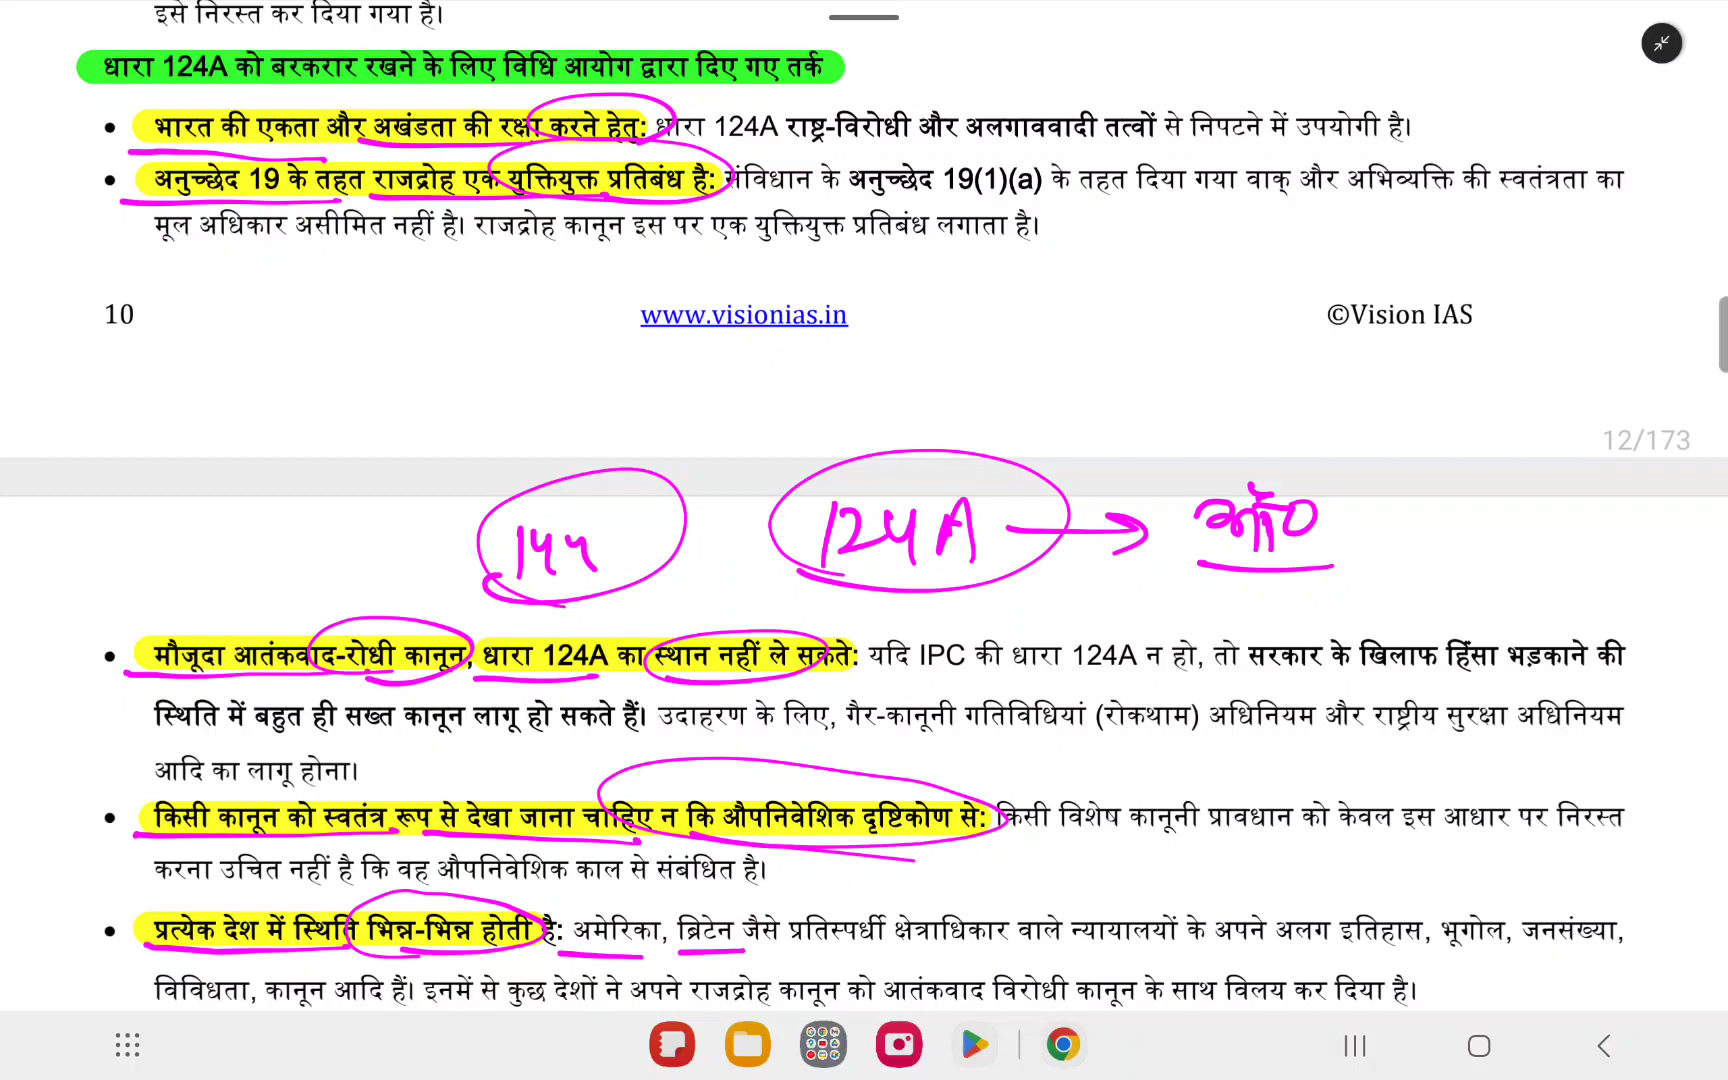 इसे निरस्त कर दिया गया है।
धारा 124A को बरकरार रखने के लिए विधि आयोग द्वारा दिए गए तर्क
• भारत की एकता और अखंडता की रक्षा करने हेतु: धारा 124A राष्ट्र-विरोधी और अलगाववादी तत्वों से निपटने में उपयोगी है।
• अनुच्छेद 19 के तहत राजद्रोह एक युक्तियुक्त प्रतिबंध है: संविधान के अनुच्छेद 19(1)(a) के तहत दिया गया वाक् और अभिव्यक्ति की स्वतंत्रता का
मूल अधिकार असीमित नहीं है। राजद्रोह कानून इस पर एक युक्तियुक्त प्रतिबंध लगाता है।
10 www.visionias.in ©Vision IAS
12/173
124A →
• मौजूदा आतंकवाद-रोधी कानून, धारा 124A का स्थान नहीं ले सकते: यदि IPC की धारा 124A न हो, तो सरकार के खिलाफ हिंसा भड़काने की
स्थिति में बहुत ही सख्त कानून लागू हो सकते हैं। उदाहरण के लिए, गैर-कानूनी गतिविधियां (रोकथाम) अधिनियम और राष्ट्रीय सुरक्षा अधिनियम
आदि का लागू होना।
• किसी कानून को स्वतंत्र रूप से देखा जाना चाहिए न कि औपनिवेशिक दृष्टिकोण से: किसी विशेष कानूनी प्रावधान को केवल इस आधार पर निरस्त
करना उचित नहीं है कि वह औपनिवेशिक काल से संबंधित है।
• प्रत्येक देश में स्थिति भिन्न-भिन्न होती है: अमेरिका, ब्रिटेन जैसे प्रतिस्पर्धी क्षेत्राधिकार वाले न्यायालयों के अपने अलग इतिहास, भूगोल, जनसंख्या,
विविधता, कानून आदि हैं। इनमें से कुछ देशों ने अपने राजद्रोह कानून को आतंकवाद विरोधी कानून के साथ विलय कर दिया है।